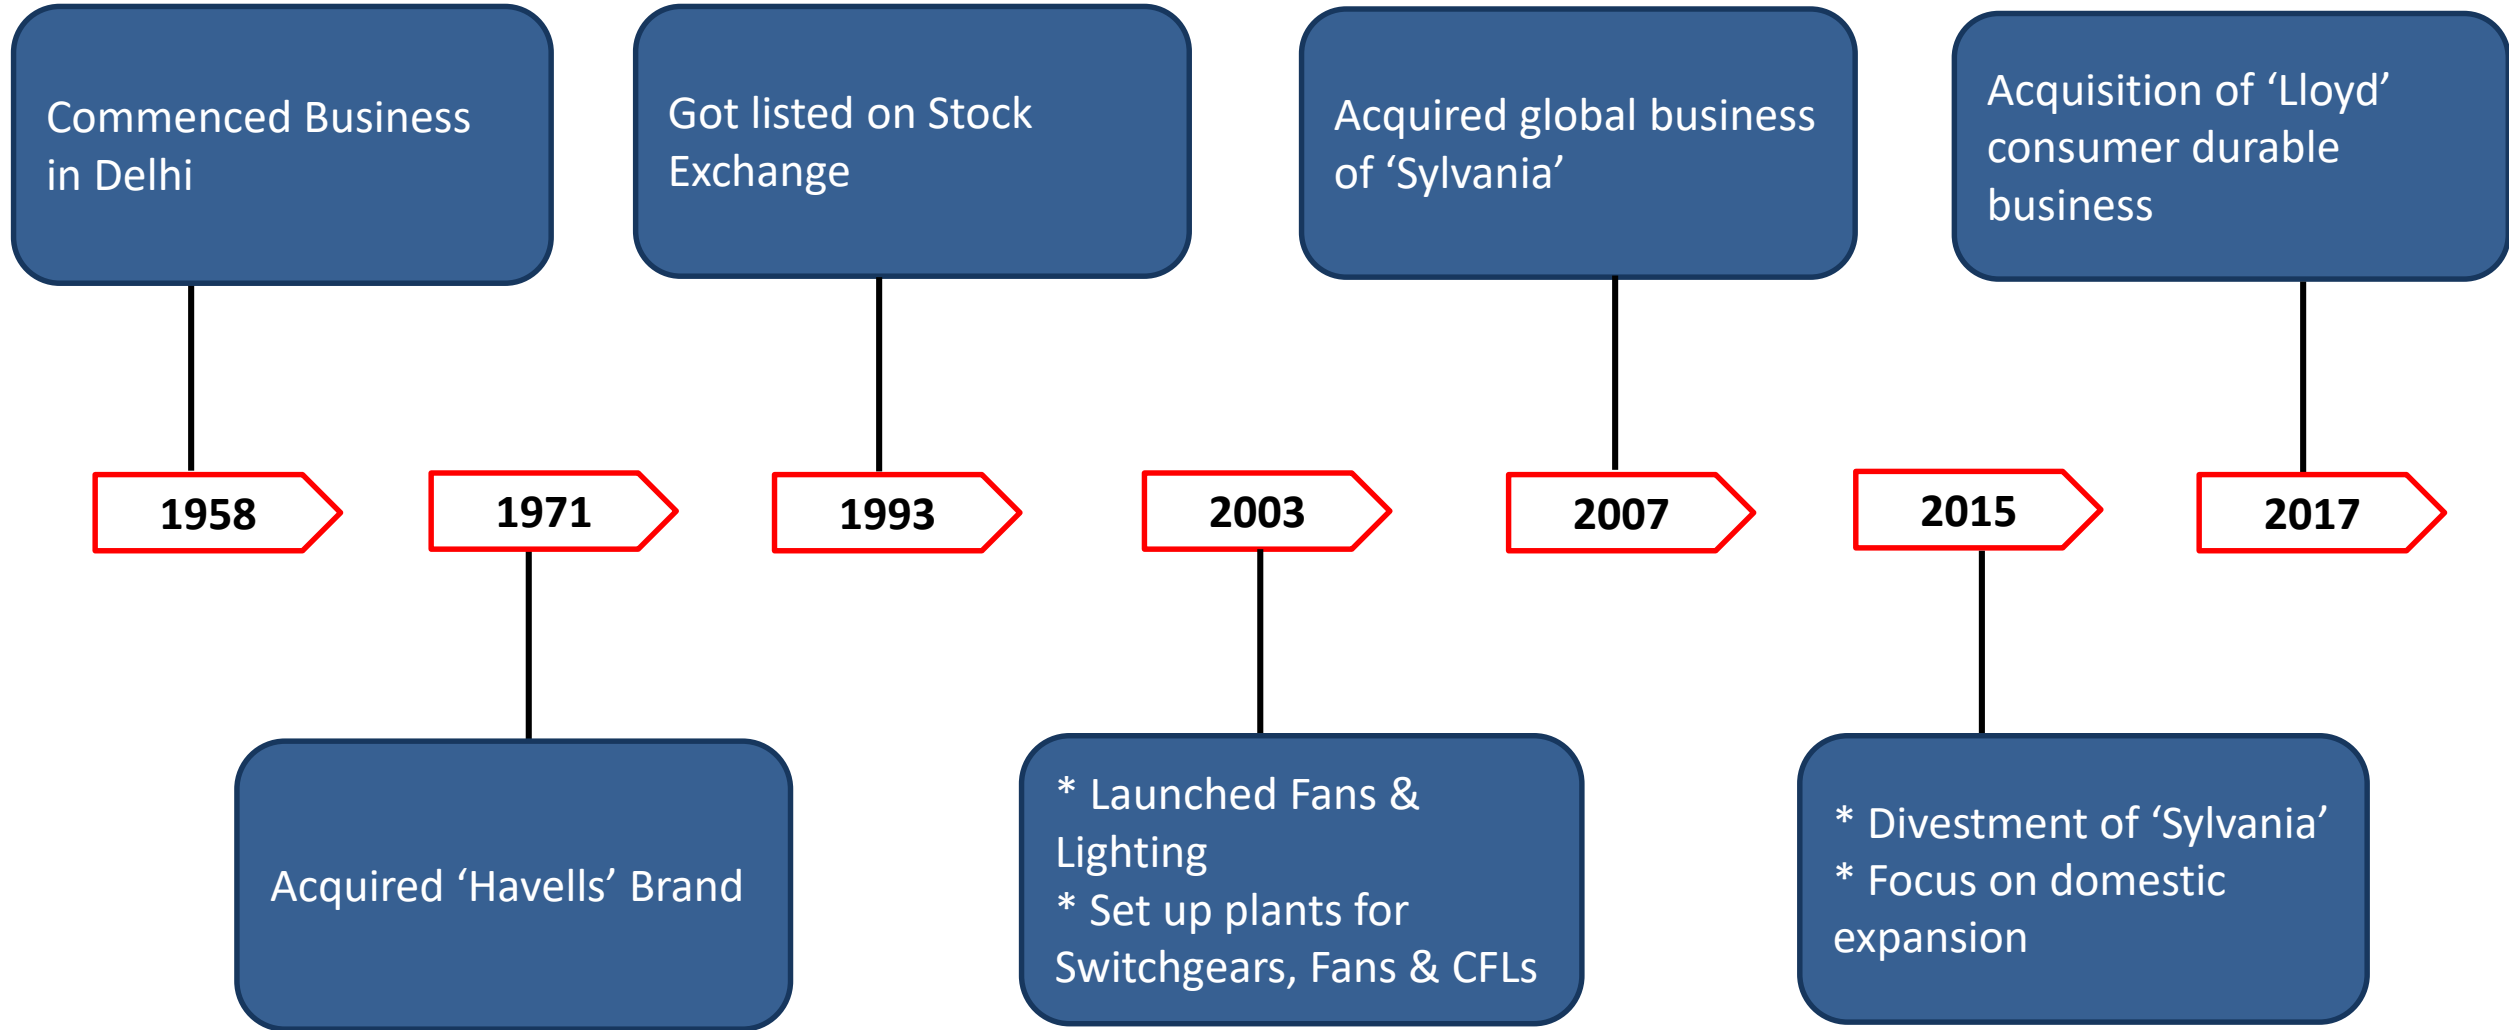 Commenced Business
in Delhi
Got listed on Stock
Exchange
Acquired global business
of ‘Sylvania’
Acquisition of ‘Lloyd’
consumer durable
business
1958
1971
1993
2003
2007
2015
2017
Acquired ‘Havells’ Brand
* Launched Fans &
Lighting
* Set up plants for
Switchgears, Fans & CFLs
* Divestment of ‘Sylvania’
* Focus on domestic
expansion